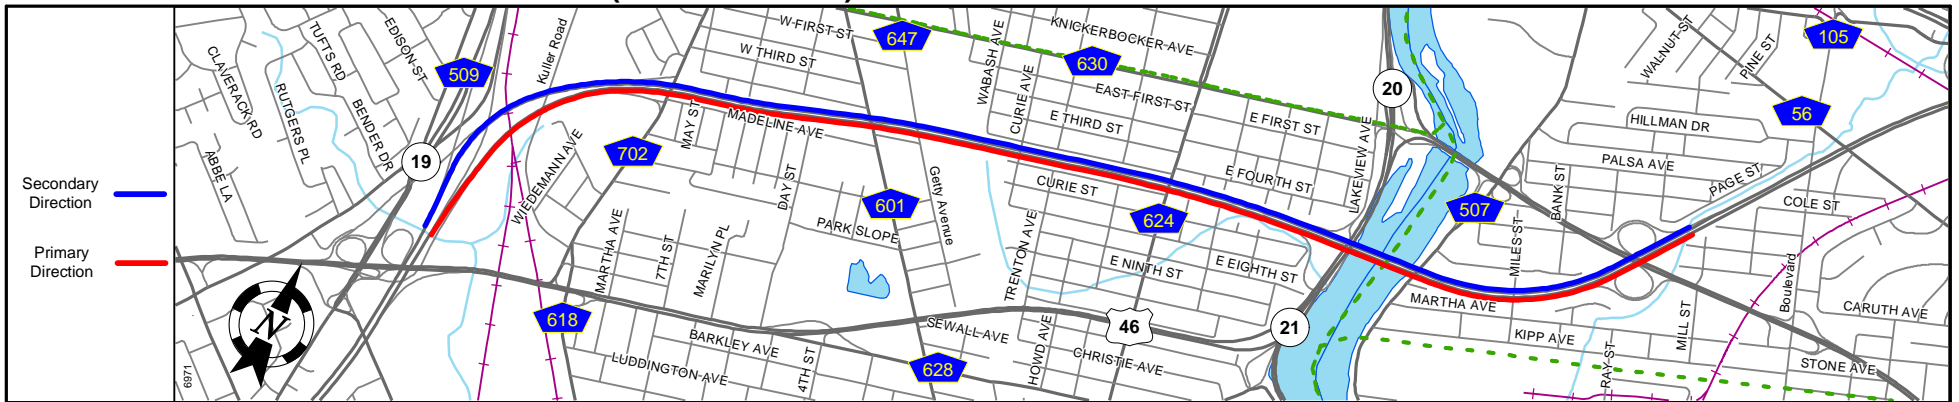 Secondary
Direction
Primary
Direction
CLAVERACK RD
TUFTS RD
EDISON ST
509
Kuller Road
W FIRST ST
W THIRD ST
647
WABASH AVE
KNICKERBOCKER AVE
630
20
WALNUT ST
PINE ST
105
RUTGERS PL
BENDER DR
19
ABBE LA
WIEDEMANN AVE
702
MAY ST
MADELINE AVE
CURIE AVE
EAST FIRST ST
E THIRD ST
E FIRST ST
LAKEVIEW AVE
HILLMAN DR
56
PALSA AVE
PAGE ST
DAY ST
601
Getty Avenue
CURIE ST
E FOURTH ST
624
507
BANK ST
COLE ST
MARTHA AVE
7TH ST
MARILYN PL
PARK SLOPE
TRENTON AVE
E NINTH ST
E EIGHTH ST
MILES ST
Boulevard
N
618
BARKLEY AVE
LUDDINGTON AVE
4TH ST
SEWALL AVE
628
HOWD AVE
46
CHRISTIE AVE
21
MARTHA AVE
KIPP AVE
RAY ST
MILL ST
CARUTH AVE
STONE AVE
6971